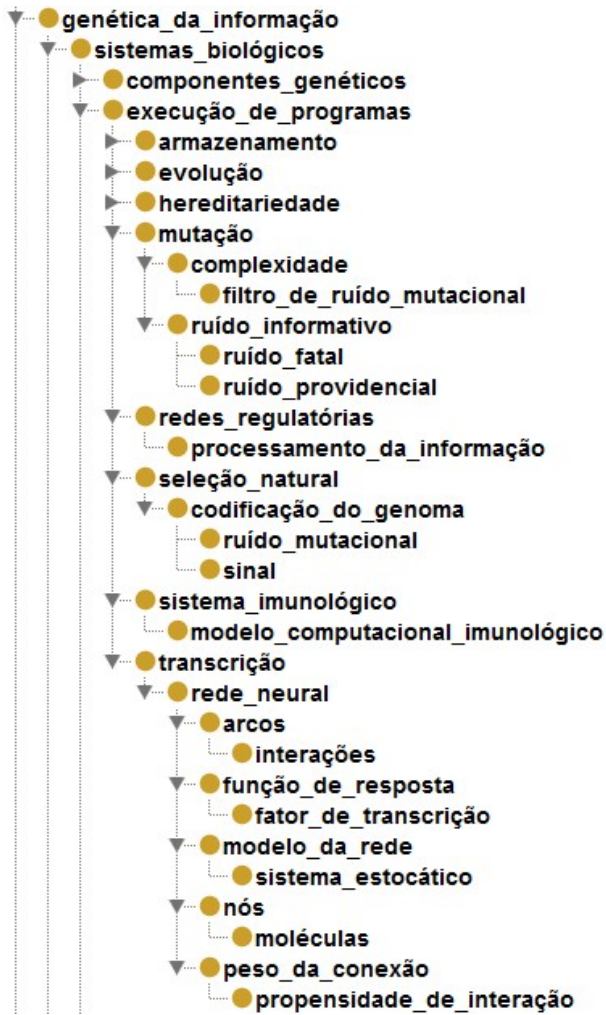 genética_da_informação
sistemas_biológicos
componentes_genéticos
execução_de_programas
armazenamento
evolução
hereditariedade
mutação
complexidade
filtro_de_ruído_mutacional
ruído_informativo
ruído_fatal
ruído_providencial
redes_regulatórias
processamento_da_informação
seleção_natural
codificação_do_genoma
ruído_mutacional
sinal
sistema_imunológico
modelo_computacional_imunológico
transcrição
rede_neural
arcos
interações
função_de_resposta
fator_de_transcrição
modelo_da_rede
sistema_estocático
nós
moléculas
peso_da_conexão
propensidade_de_interação